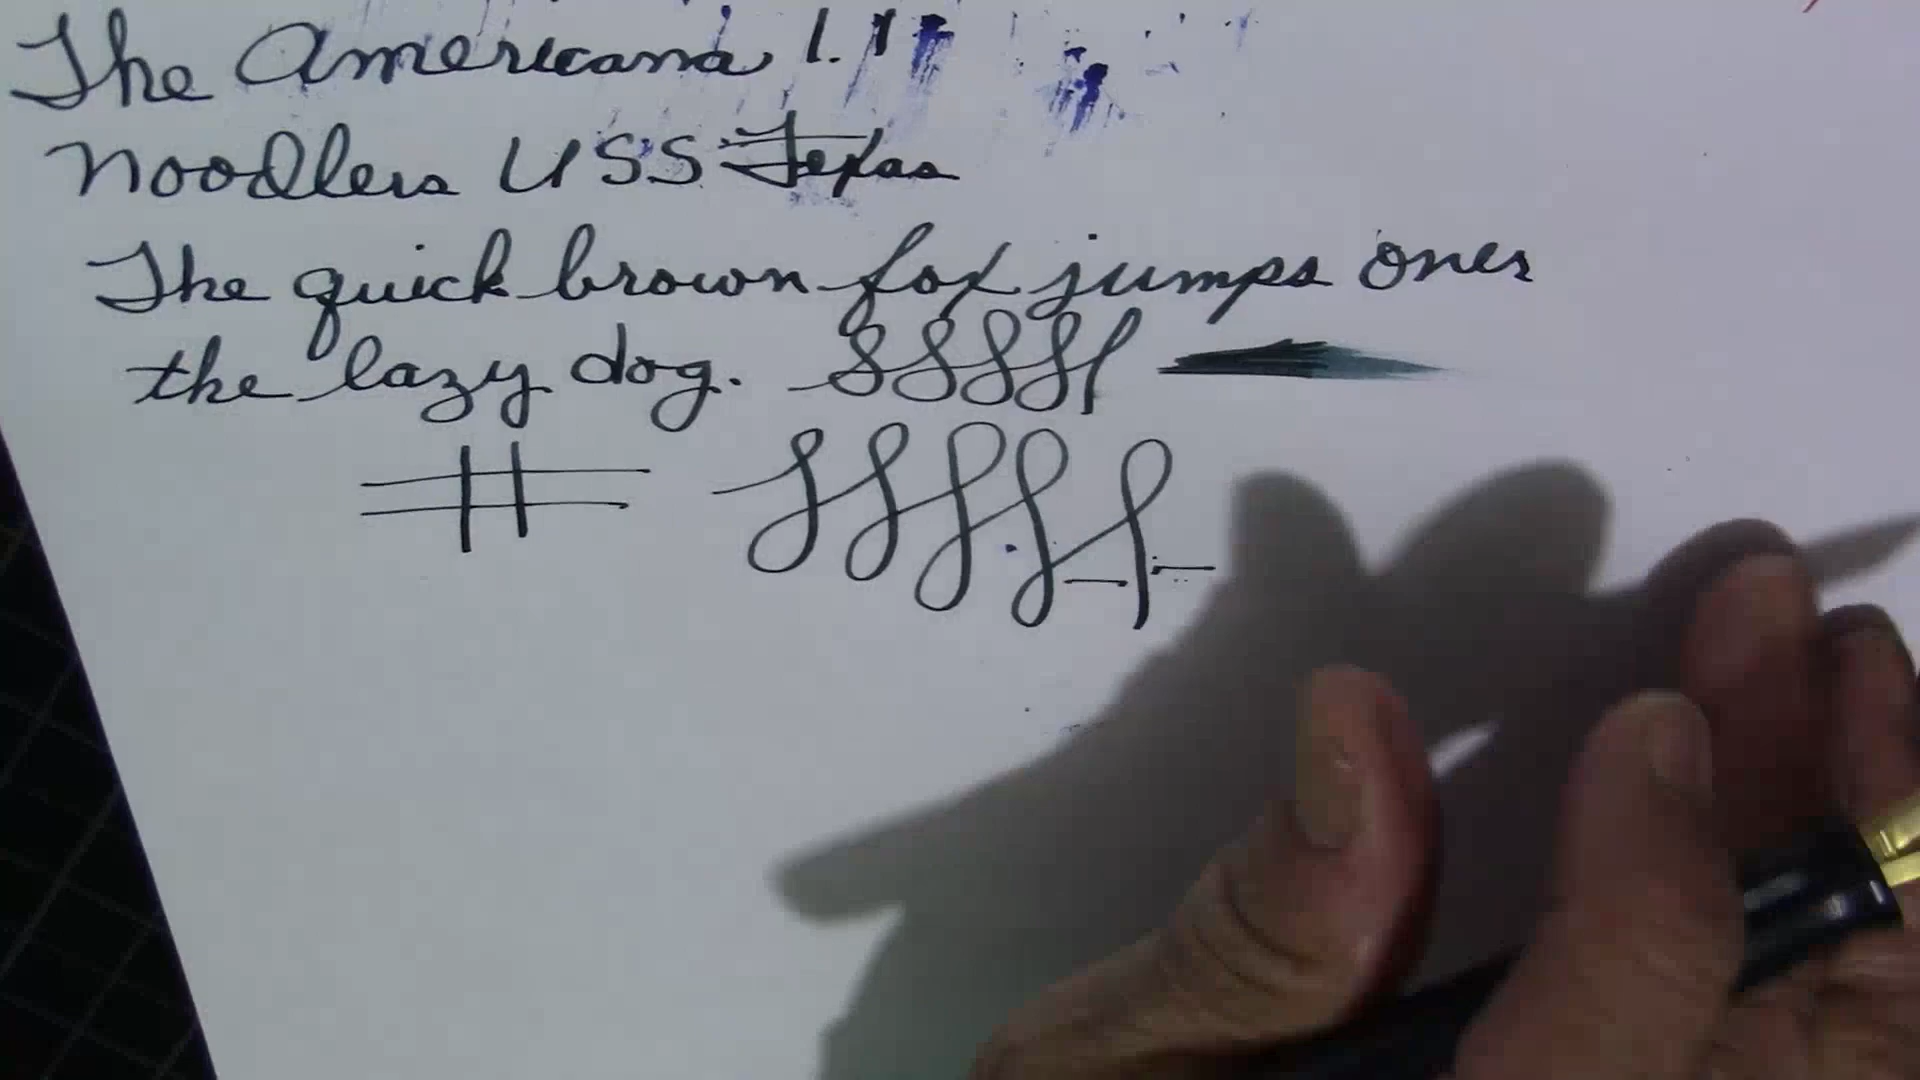 The Americana 1.1
Noodlers USS Texas
The quick brown fox jumps over
the lazy dog.